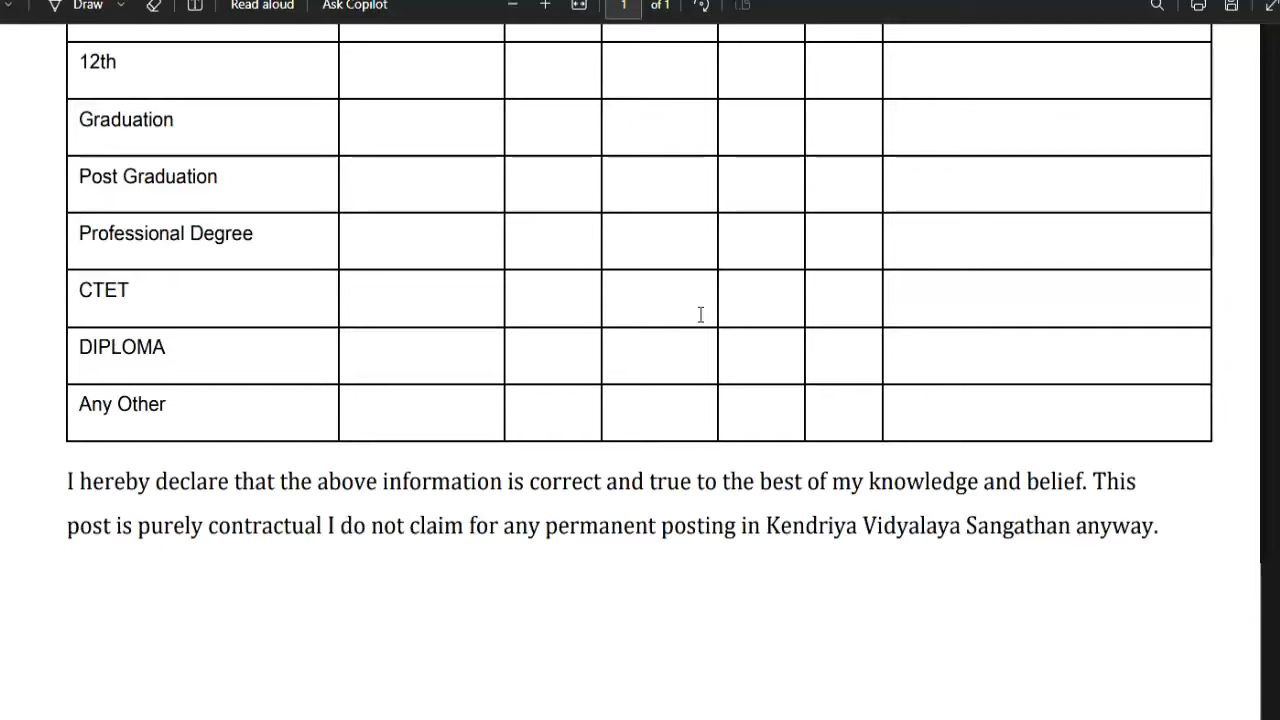 Draw Read aloud Ask Copilot 1 of 1
12th
Graduation
Post Graduation
Professional Degree
CTET
DIPLOMA
Any Other
I hereby declare that the above information is correct and true to the best of my knowledge and belief. This
post is purely contractual I do not claim for any permanent posting in Kendriya Vidyalaya Sangathan anyway.